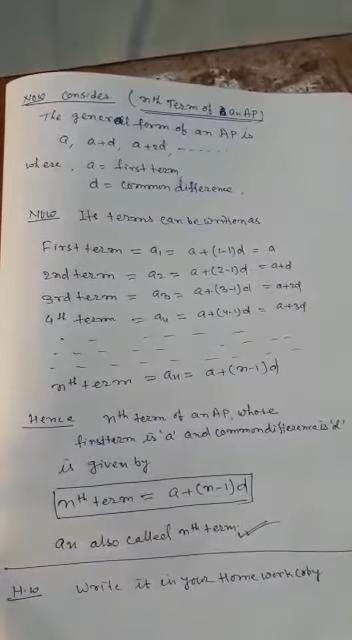 Now consider (nth Term of an AP)
The general form of an AP is
a, a+d, a+2d, ------
where, a = first term
d = common difference.
Now Its terms can be written as
First term = a1 = a+(1-1)d = a
2nd term = a2 = a+(2-1)d = a+d
3rd term = a3 = a+(3-1)d = a+2d
4th term = a4 = a+(4-1)d = a+3d
nth term = an = a+(n-1)d
Hence nth term of an AP, whose
first term is 'a' and common difference is 'd'
is given by
nth term = a+(n-1)d
an also called nth term.
H.W Write it in your Home work coby